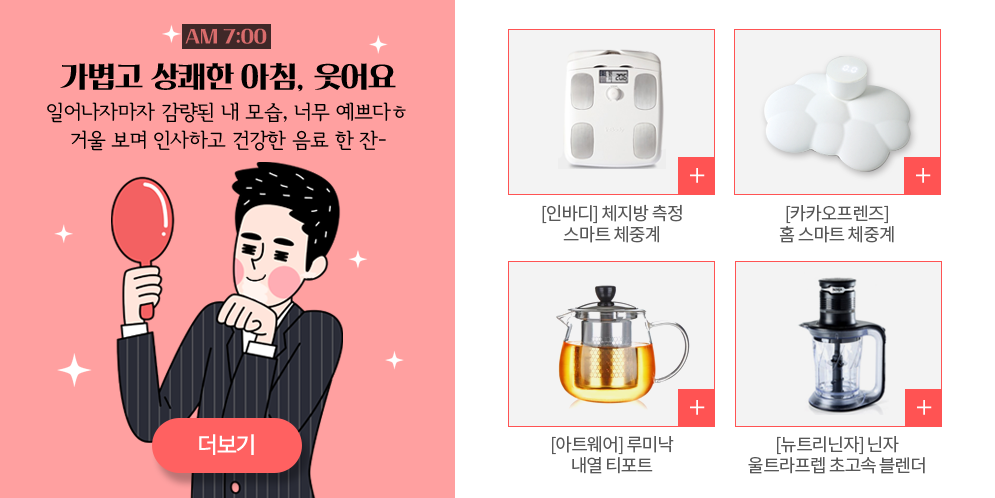 AM 7:00
가볍고 상쾌한 아침, 웃어요
일어나자마자 감량된 내 모습, 너무 예쁘다ㅎ
거울 보며 인사하고 건강한 음료 한 잔-
더보기
[인바디] 체지방 측정
스마트 체중계
[카카오프렌즈]
홈 스마트 체중계
[아트웨어] 루미낙
내열 티포트
[뉴트리닌자] 닌자
울트라프렙 초고속 블렌더